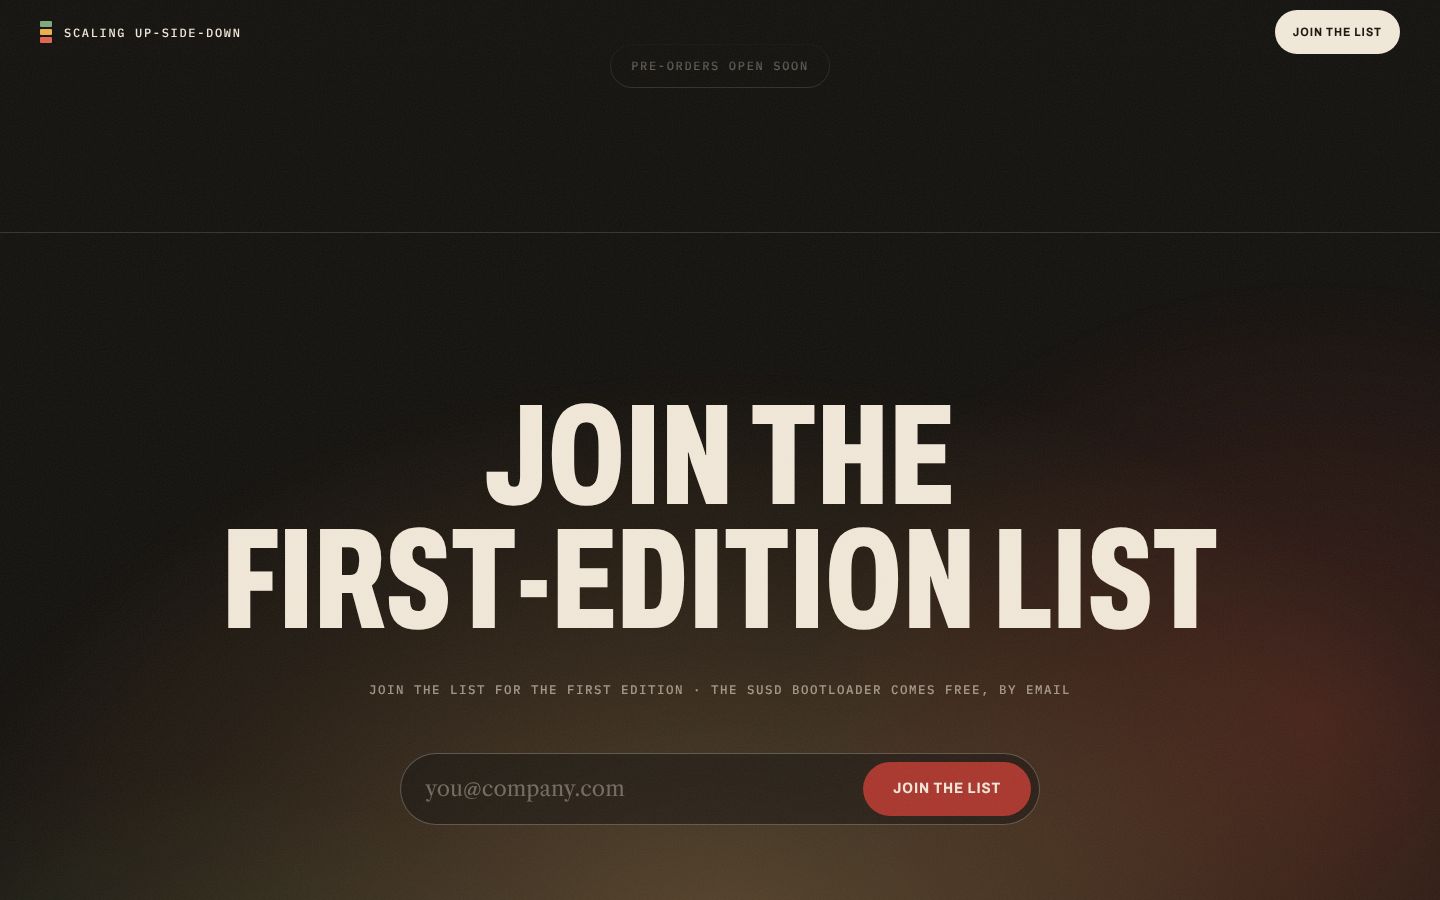 SCALING UP-SIDE-DOWN
JOIN THE LIST
PRE-ORDERS OPEN SOON
JOIN THE
FIRST-EDITION LIST
JOIN THE LIST FOR THE FIRST EDITION · THE SUSD BOOTLOADER COMES FREE, BY EMAIL
you@company.com
JOIN THE LIST